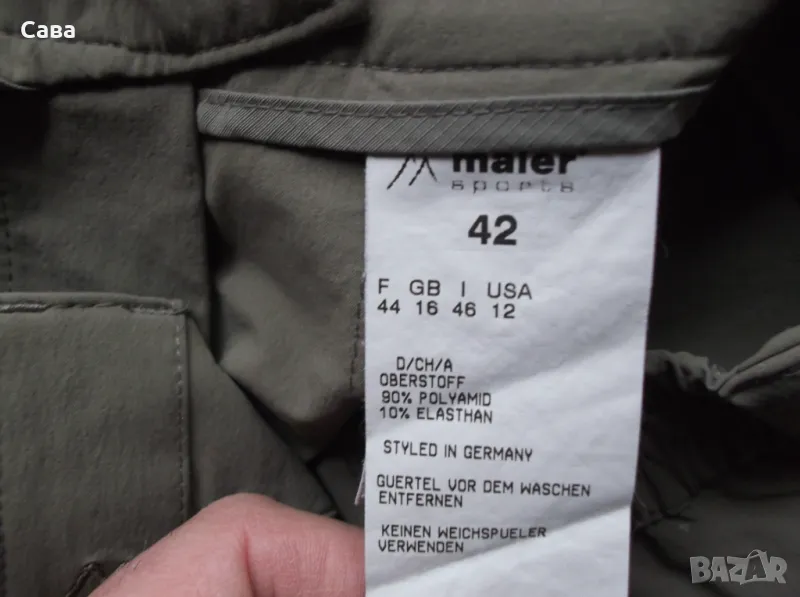 Cава
maier
sports
42
F GB I USA
44 16 46 12
D/CH/A
OBERSTOFF
90% POLYAMID
10% ELASTHAN
STYLED IN GERMANY
GUERTEL VOR DEM WASCHEN
ENTFERNEN
KEINEN WEICHSPUELER
VERWENDEN
BAZAR